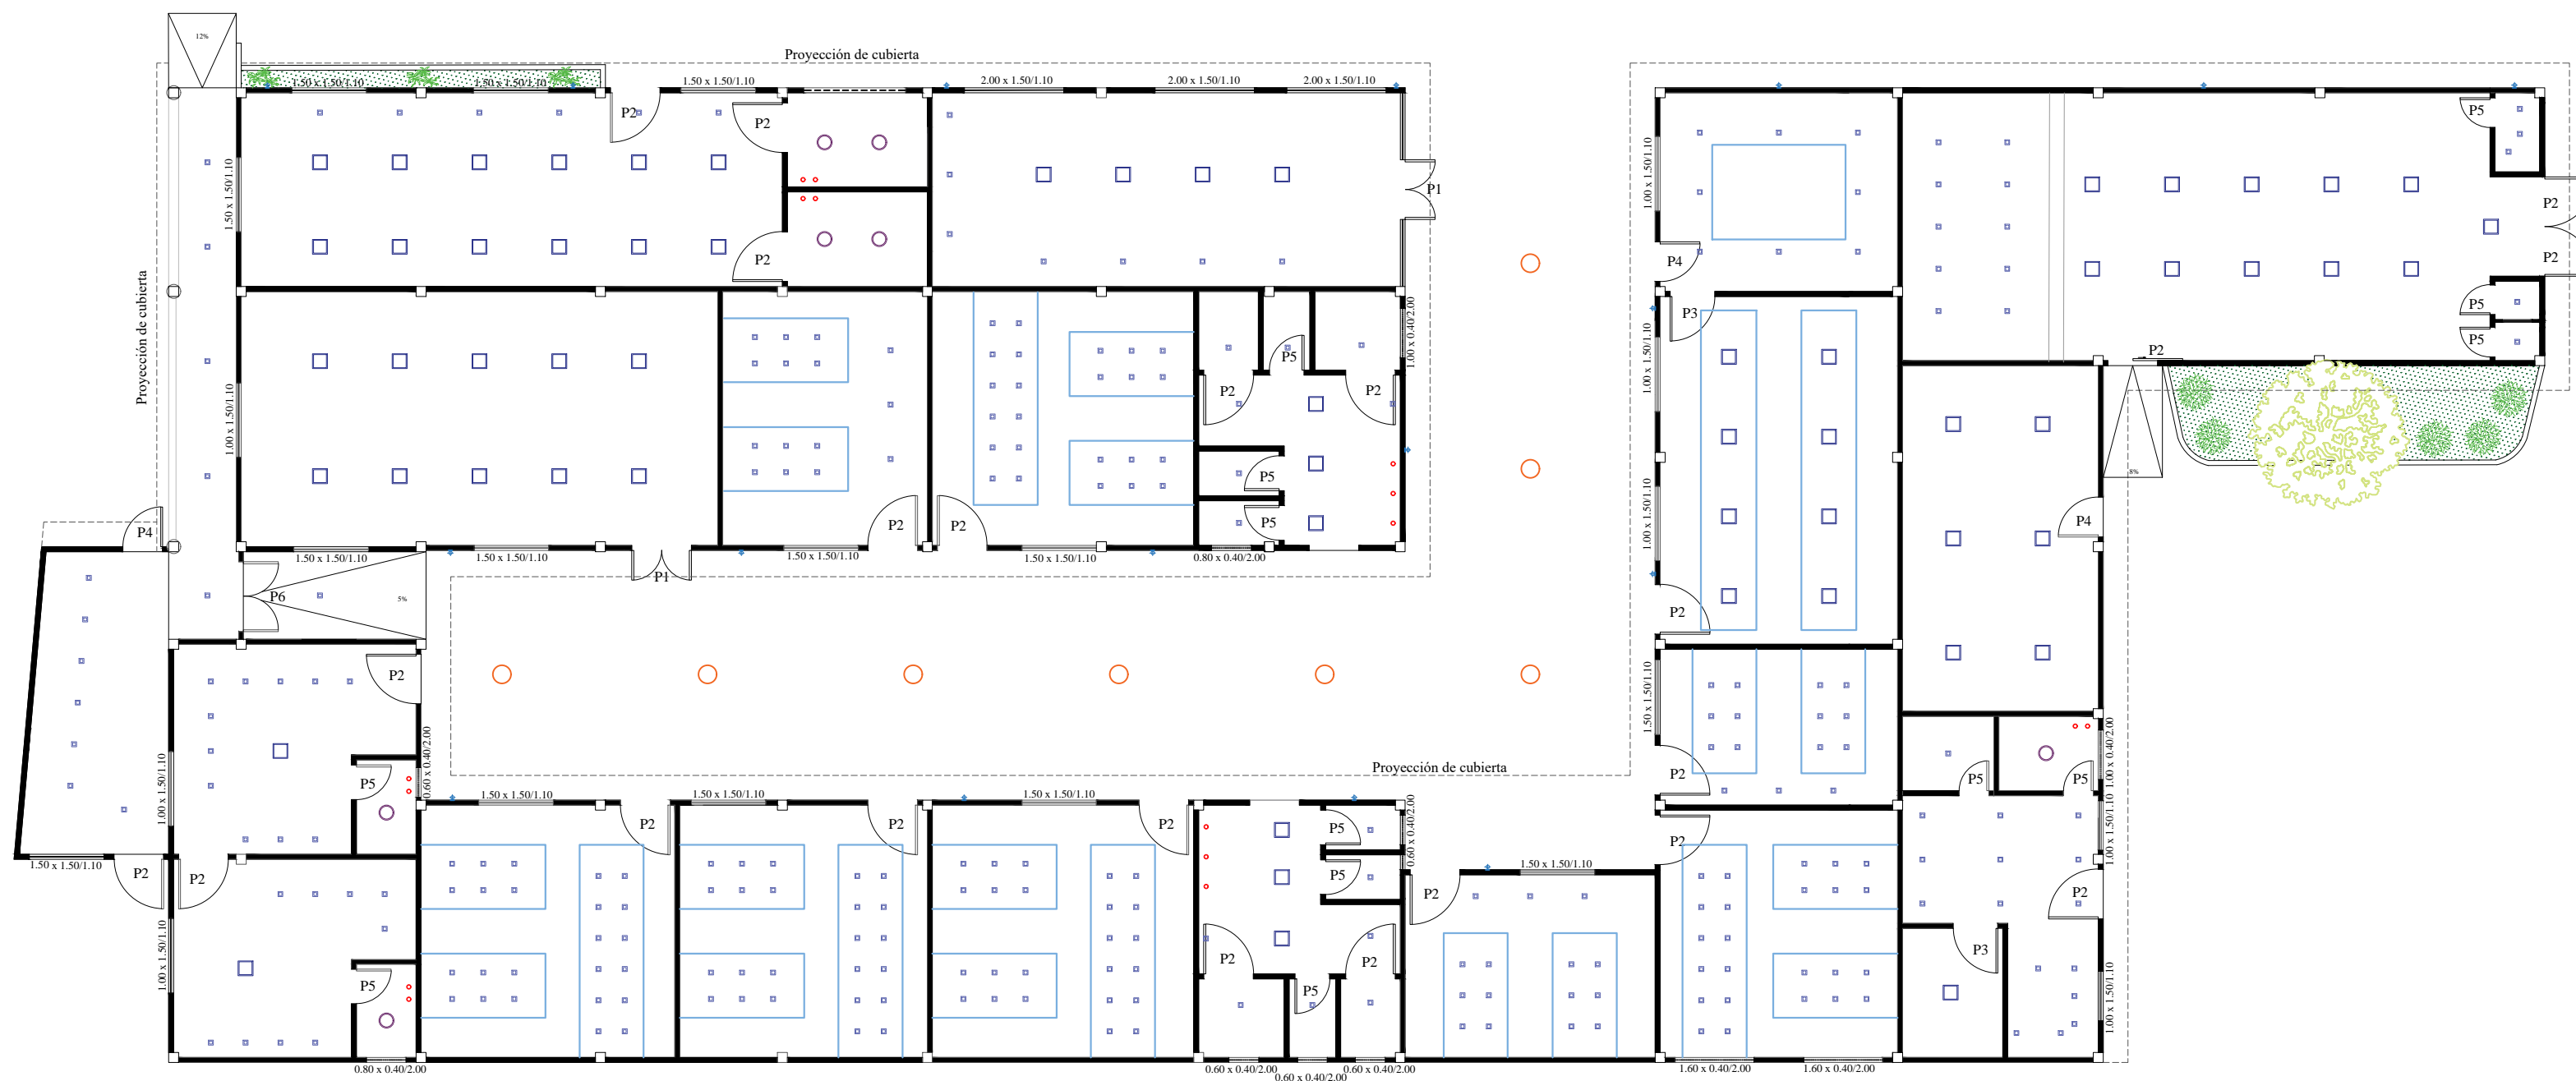 12%
Proyección de cubierta
1.50 x 1.50/1.10
1.50 x 1.50/1.10
1.50 x 1.50/1.10
2.00 x 1.50/1.10
2.00 x 1.50/1.10
2.00 x 1.50/1.10
P2
P2
P5
1.50 x 1.50/1.10
1.00 x 1.50/1.10
P1
P2
P2
P4
P2
Proyección de cubierta
1.00 x 0.40/2.00
P3
P5
P5
P2
P5
1.00 x 1.50/1.10
P2
P2
1.00 x 1.50/1.10
8%
P5
P4
P2
P2
P5
P4
1.00 x 1.50/1.10
1.50 x 1.50/1.10
1.50 x 1.50/1.10
1.50 x 1.50/1.10
1.50 x 1.50/1.10
0.80 x 0.40/2.00
P1
P6
5%
P2
P2
1.50 x 1.50/1.10
0.60 x 0.40/2.00
1.00 x 0.40/2.00
Proyección de cubierta
P2
P5
P5
P5
1.00 x 1.50/1.10
1.50 x 1.50/1.10
1.50 x 1.50/1.10
1.50 x 1.50/1.10
P2
P2
P2
P5
0.60 x 0.40/2.00
P2
1.00 x 1.50/1.10
1.50 x 1.50/1.10
1.50 x 1.50/1.10
P2
P2
P5
P2
P2
1.00 x 1.50/1.10
P5
P2
P5
P2
P3
1.00 x 1.50/1.10
0.80 x 0.40/2.00
0.60 x 0.40/2.00
0.60 x 0.40/2.00
0.60 x 0.40/2.00
1.60 x 0.40/2.00
1.60 x 0.40/2.00